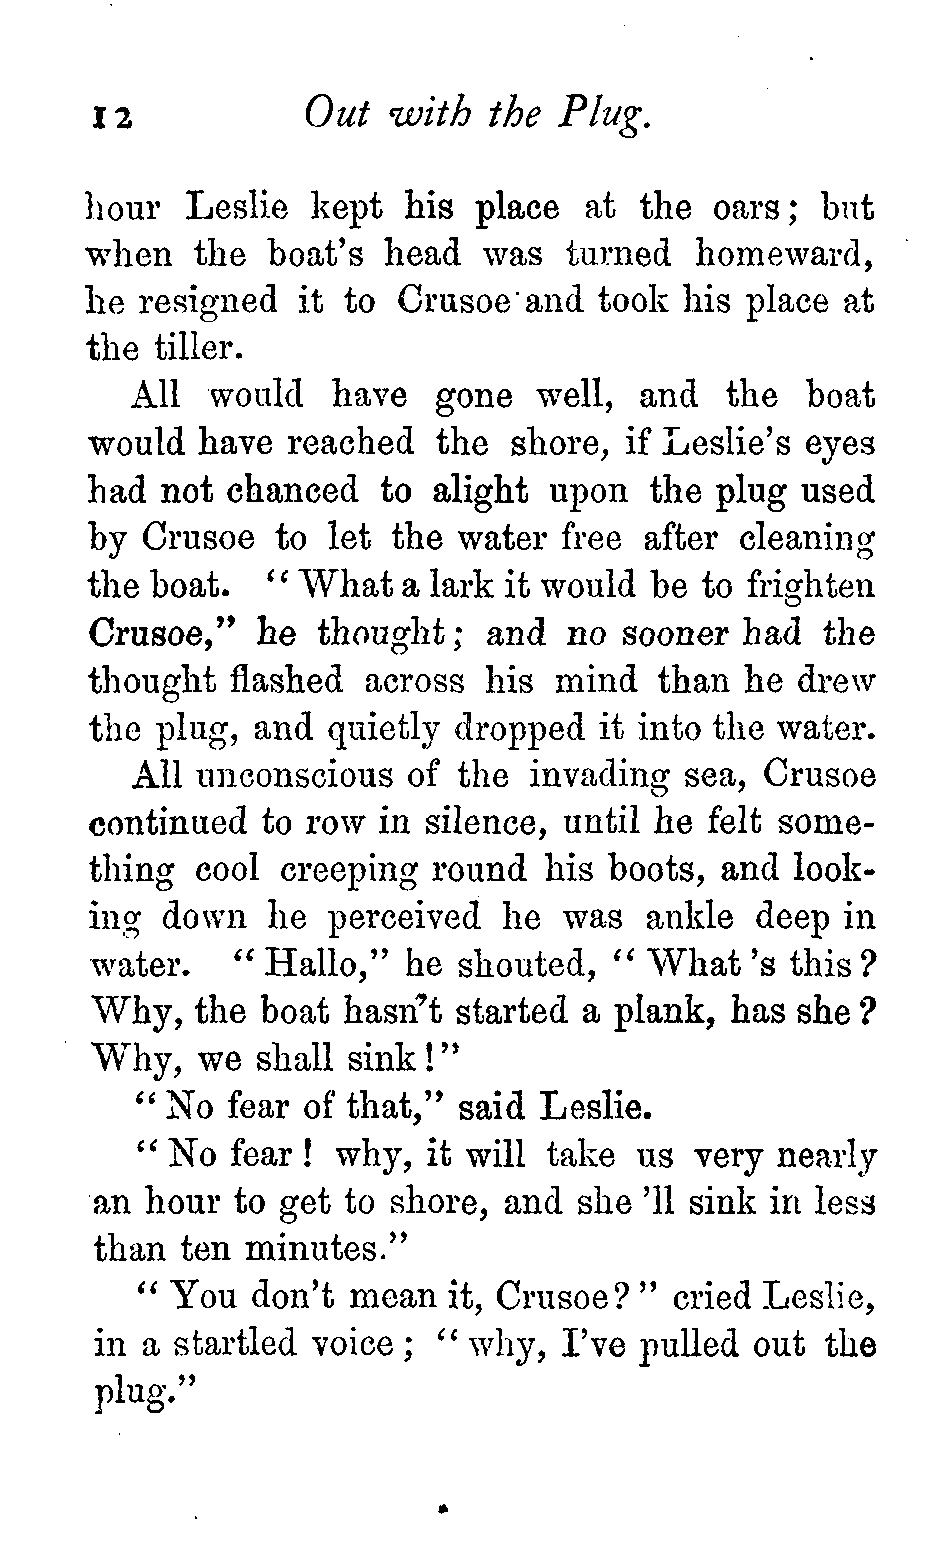 12 Out with the Plug.
hour Leslie kept his place at the oars; but
when the boat's head was turned homeward,
he resigned it to Crusoe and took his place at
the tiller.
All would have gone well, and the boat
would have reached the shore, if Leslie's eyes
had not chanced to alight upon the plug used
by Crusoe to let the water free after cleaning
the boat. "What a lark it would be to frighten
Crusoe," he thought; and no sooner had the
thought flashed across his mind than he drew
the plug, and quietly dropped it into the water.
All unconscious of the invading sea, Crusoe
continued to row in silence, until he felt some-
thing cool creeping round his boots, and look-
ing down he perceived he was ankle deep in
water. "Hallo," he shouted, "What 's this?
Why, the boat hasn't started a plank, has she?
Why, we shall sink!"
"No fear of that," said Leslie.
"No fear! why, it will take us very nearly
an hour to get to shore, and she 'll sink in less
than ten minutes."
"You don't mean it, Crusoe?" cried Leslie,
in a startled voice; "why, I've pulled out the
plug."